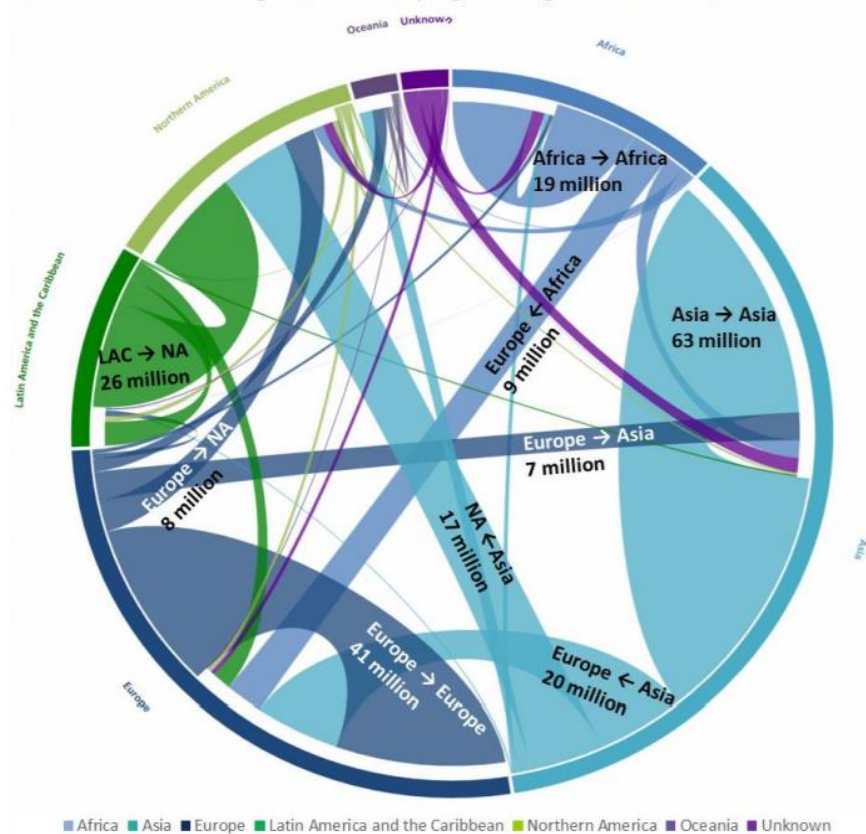 Oceania
Unknown
Africa
Northern America
Africa → Africa
19 million
Asia → Asia
63 million
Europe ← Africa
9 million
Latin America and the Caribbean
LAC → NA
26 million
Europe → NA
8 million
Europe → Asia
7 million
NA ← Asia
17 million
Asia
Europe → Europe
41 million
Europe ← Asia
20 million
Europe
Africa Asia Europe Latin America and the Caribbean Northern America Oceania Unknown